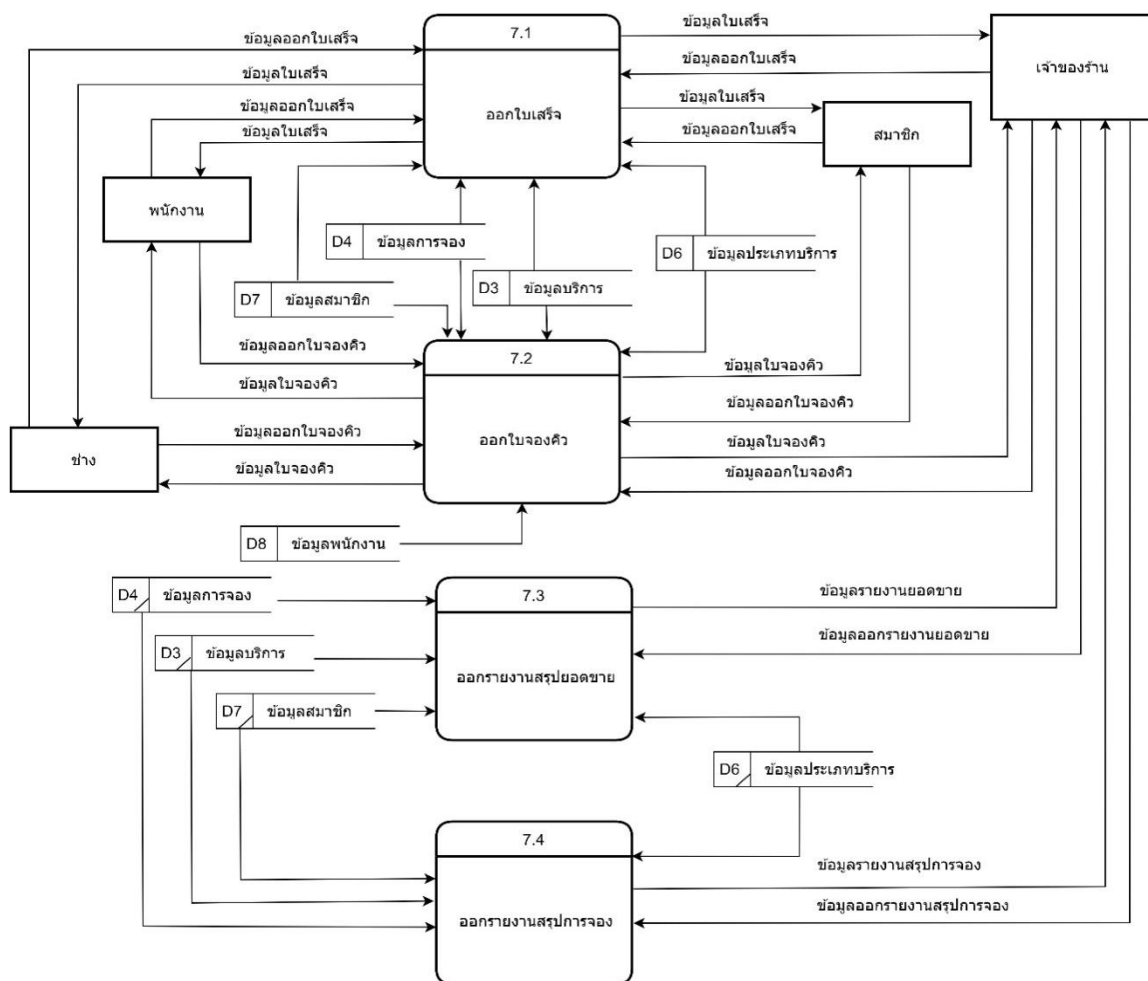 7.1
ออกใบเสร็จ
ข้อมูลออกใบเสร็จ
ข้อมูลใบเสร็จ
ข้อมูลออกใบเสร็จ
ข้อมูลใบเสร็จ
ข้อมูลใบเสร็จ
ข้อมูลออกใบเสร็จ
ข้อมูลใบเสร็จ
ข้อมูลออกใบเสร็จ
เจ้าของร้าน
สมาชิก
พนักงาน
D4 ข้อมูลการจอง
D6 ข้อมูลประเภทบริการ
D7 ข้อมูลสมาชิก
D3 ข้อมูลบริการ
7.2
ออกใบจองคิว
ข้อมูลออกใบจองคิว
ข้อมูลใบจองคิว
ข้อมูลออกใบจองคิว
ข้อมูลใบจองคิว
ข้อมูลใบจองคิว
ข้อมูลออกใบจองคิว
ข้อมูลใบจองคิว
ข้อมูลออกใบจองคิว
ช่าง
D8 ข้อมูลพนักงาน
D4 ข้อมูลการจอง
D3 ข้อมูลบริการ
D7 ข้อมูลสมาชิก
7.3
ออกรายงานสรุปยอดขาย
ข้อมูลรายงานยอดขาย
ข้อมูลออกรายงานยอดขาย
D6 ข้อมูลประเภทบริการ
7.4
ออกรายงานสรุปการจอง
ข้อมูลรายงานสรุปการจอง
ข้อมูลออกรายงานสรุปการจอง